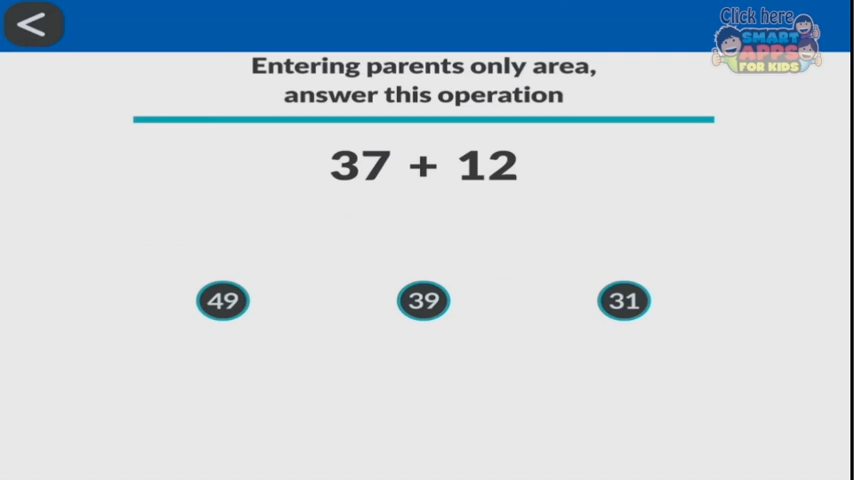 Click here
SMART
APPS
FOR KIDS
Entering parents only area,
answer this operation
37 + 12
49 39 31